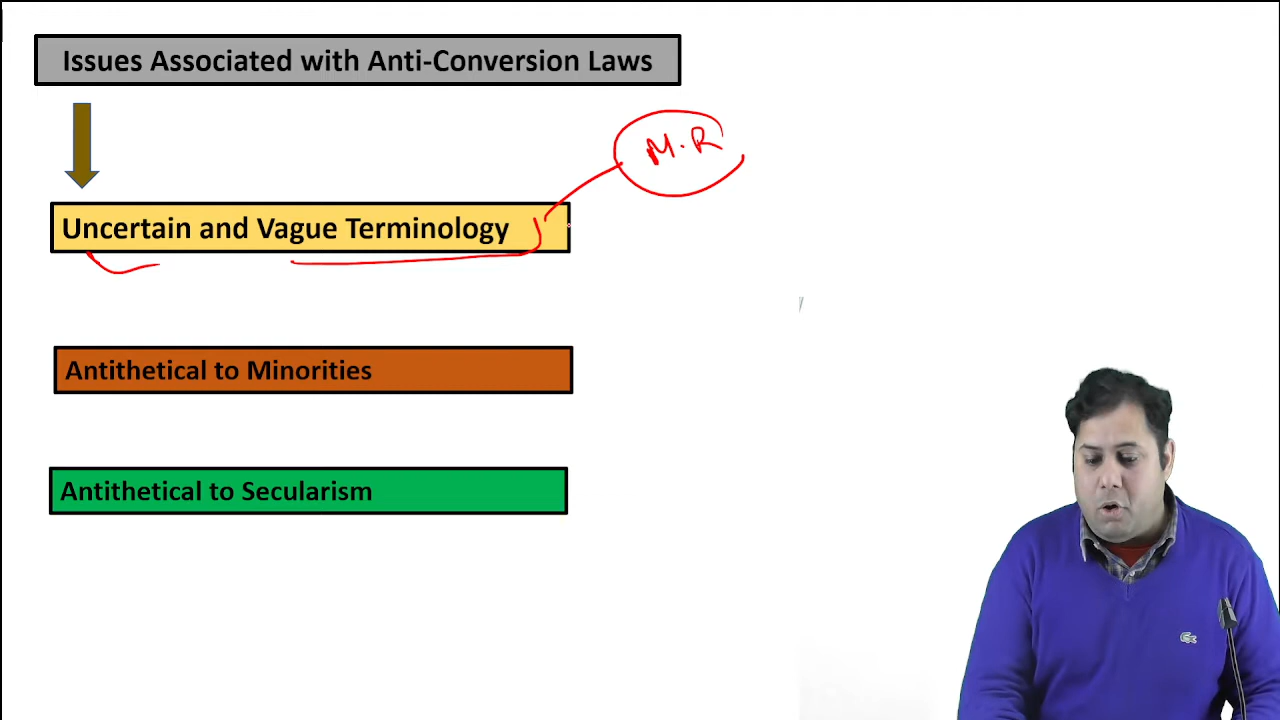 Issues Associated with Anti-Conversion Laws
M.R
Uncertain and Vague Terminology
Antithetical to Minorities
Antithetical to Secularism